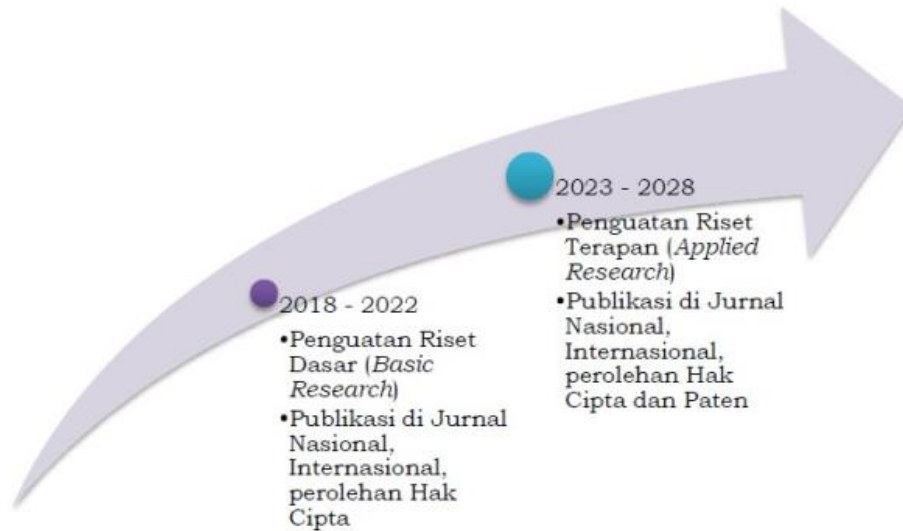 2018 - 2022
•Penguatan Riset
Dasar (Basic
Research)
•Publikasi di Jurnal
Nasional,
Internasional,
perolehan Hak
Cipta
2023 - 2028
•Penguatan Riset
Terapan (Applied
Research)
•Publikasi di Jurnal
Nasional,
Internasional,
perolehan Hak
Cipta dan Paten